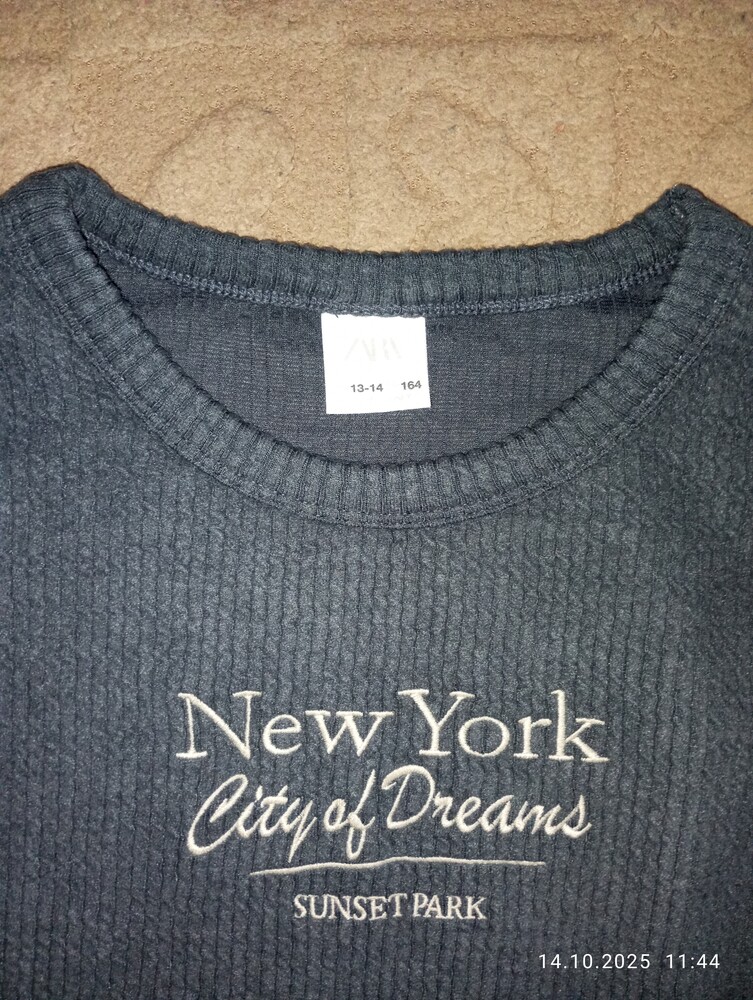 ZARA
13-14 164
New York
City of Dreams
SUNSET PARK
14.10.2025 11:44